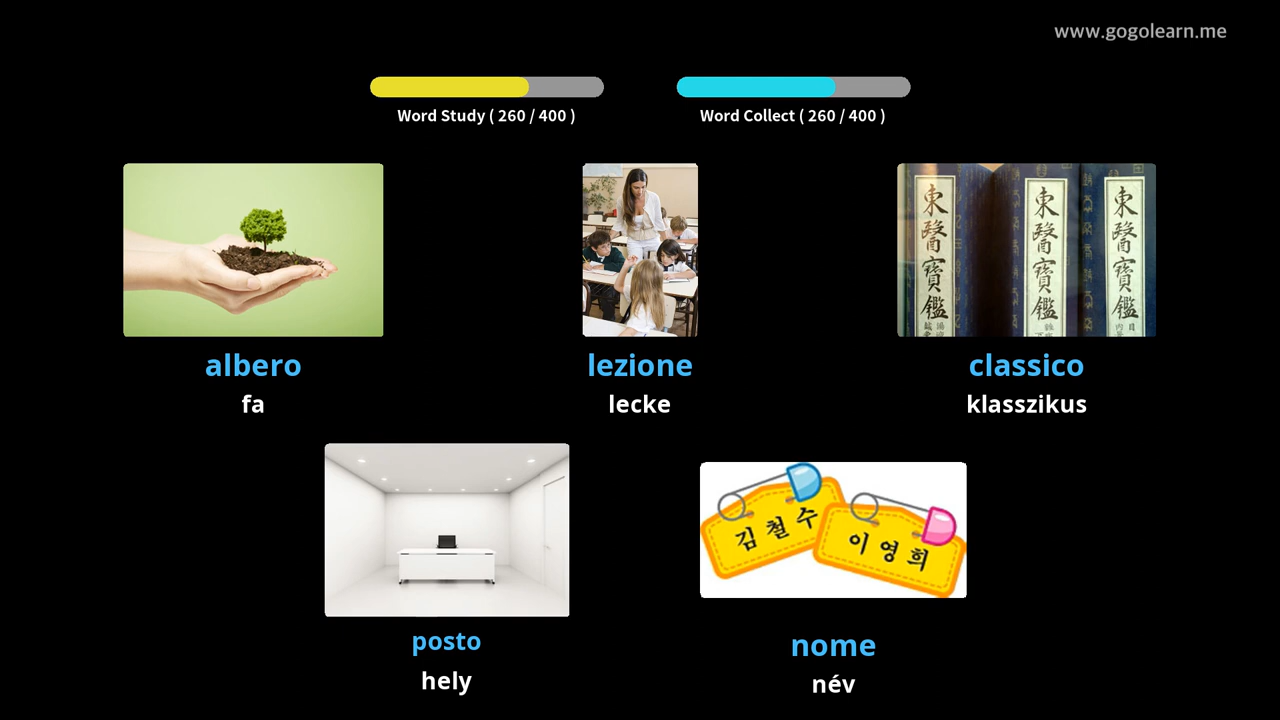 www.gogolearn.me
Word Study ( 260 / 400 )
Word Collect ( 260 / 400 )
東醫寶鑑
東醫寶鑑
東醫寶鑑
albero
lezione
classico
fa
lecke
klasszikus
김철수
이영희
posto
nome
hely
név